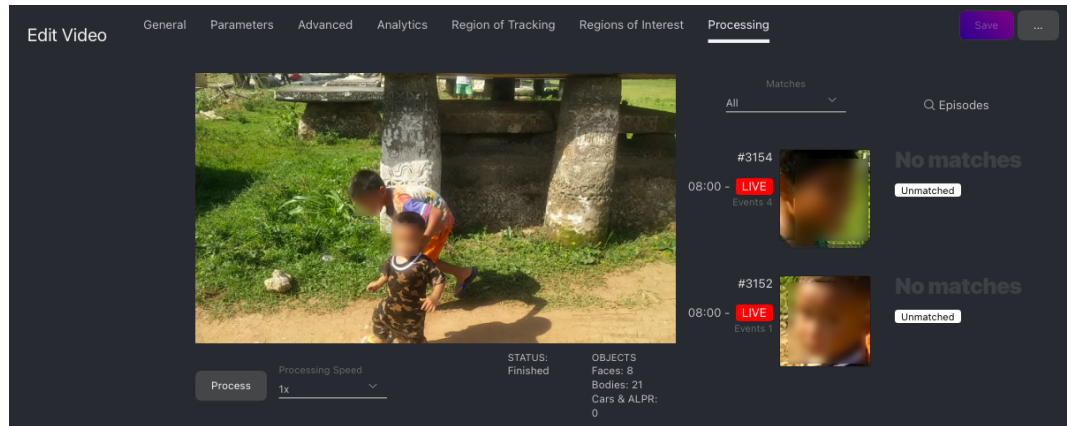 Edit Video
General
Parameters
Advanced
Analytics
Region of Tracking
Regions of Interest
Processing
Save
...
Matches
All
Episodes
#3154
08:00 - LIVE
Events 4
No matches
Unmatched
#3152
08:00 - LIVE
Events 1
No matches
Unmatched
Process
Processing Speed
1x
STATUS:
Finished
OBJECTS
Faces: 8
Bodies: 21
Cars & ALPR:
0